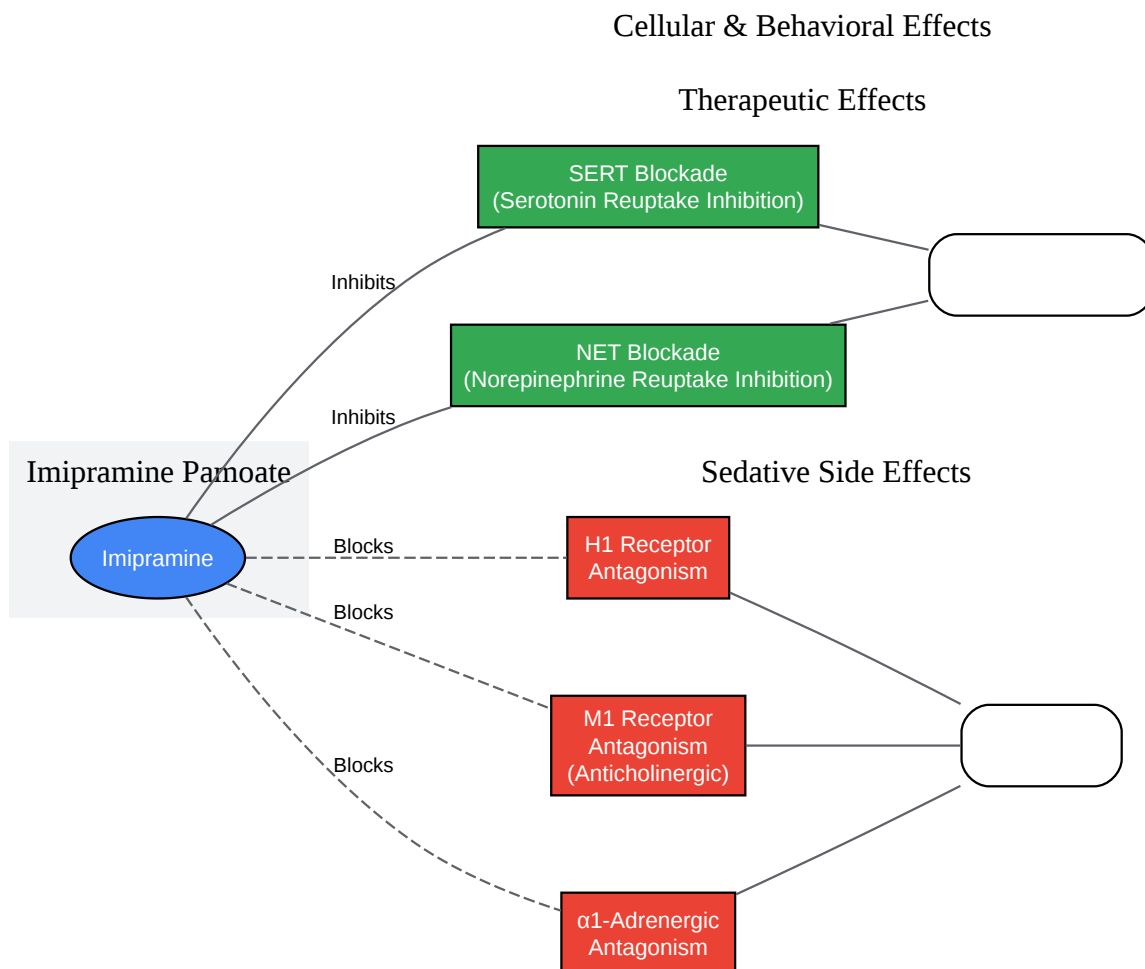 Cellular & Behavioral Effects
Therapeutic Effects
SERT Blockade
(Serotonin Reuptake Inhibition)
Inhibits
NET Blockade
(Norepinephrine Reuptake Inhibition)
Inhibits
Imipramine Pamoate
Imipramine
Sedative Side Effects
Blocks
H1 Receptor
Antagonism
Blocks
M1 Receptor
Antagonism
(Anticholinergic)
Blocks
α1-Adrenergic
Antagonism